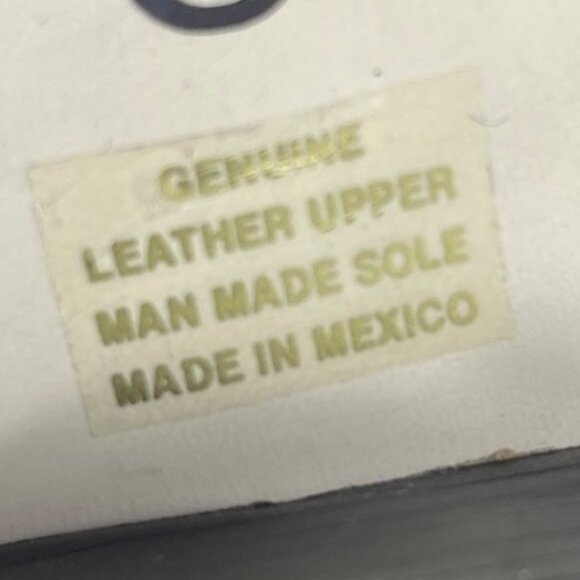 GENUINE
LEATHER UPPER
MAN MADE SOLE
MADE IN MEXICO